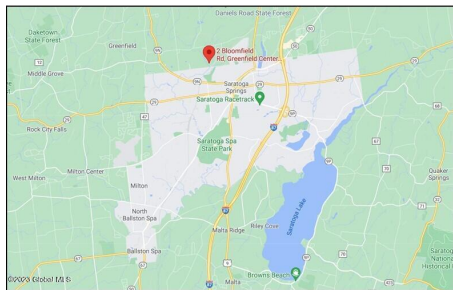 Daniels Road State Forest
Daketown
State Forest
Greenfield
2 Bloomfield
Rd, Greenfield Center,
Middle Grove
Saratoga
Springs
Saratoga Racetrack
Rock City Falls
Saratoga Spa
State Park
Milton Center
West Milton
Quaker
Springs
Milton
North
Ballston Spa
Saratoga Lake
Malta Ridge
Riley Cove
Ballston Spa
Saratoga
National
Historical
Browns Beach
Malta
©2023 Global MLS